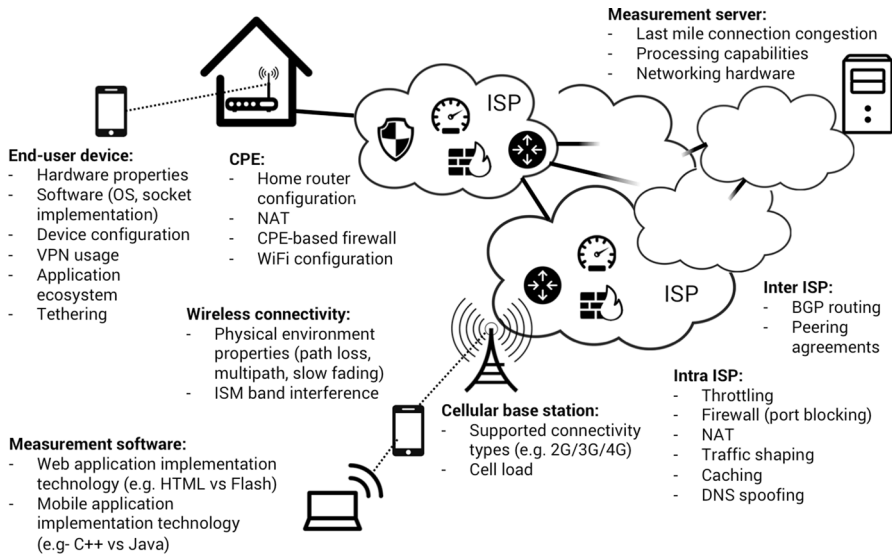 Measurement server:
- Last mile connection congestion
- Processing capabilities
- Networking hardware
ISP
End-user device:
- Hardware properties
- Software (OS, socket
implementation)
- Device configuration
- VPN usage
- Application
ecosystem
- Tethering
CPE:
- Home router
configuration
- NAT
- CPE-based firewall
- WiFi configuration
ISP
Wireless connectivity:
- Physical environment
properties (path loss,
multipath, slow fading)
- ISM band interference
Inter ISP:
- BGP routing
- Peering
agreements
Intra ISP:
- Throttling
- Firewall (port blocking)
- NAT
- Traffic shaping
- Caching
- DNS spoofing
Cellular base station:
- Supported connectivity
types (e.g. 2G/3G/4G)
- Cell load
Measurement software:
- Web application implementation
technology (e.g. HTML vs Flash)
- Mobile application
implementation technology
(e.g- C++ vs Java)